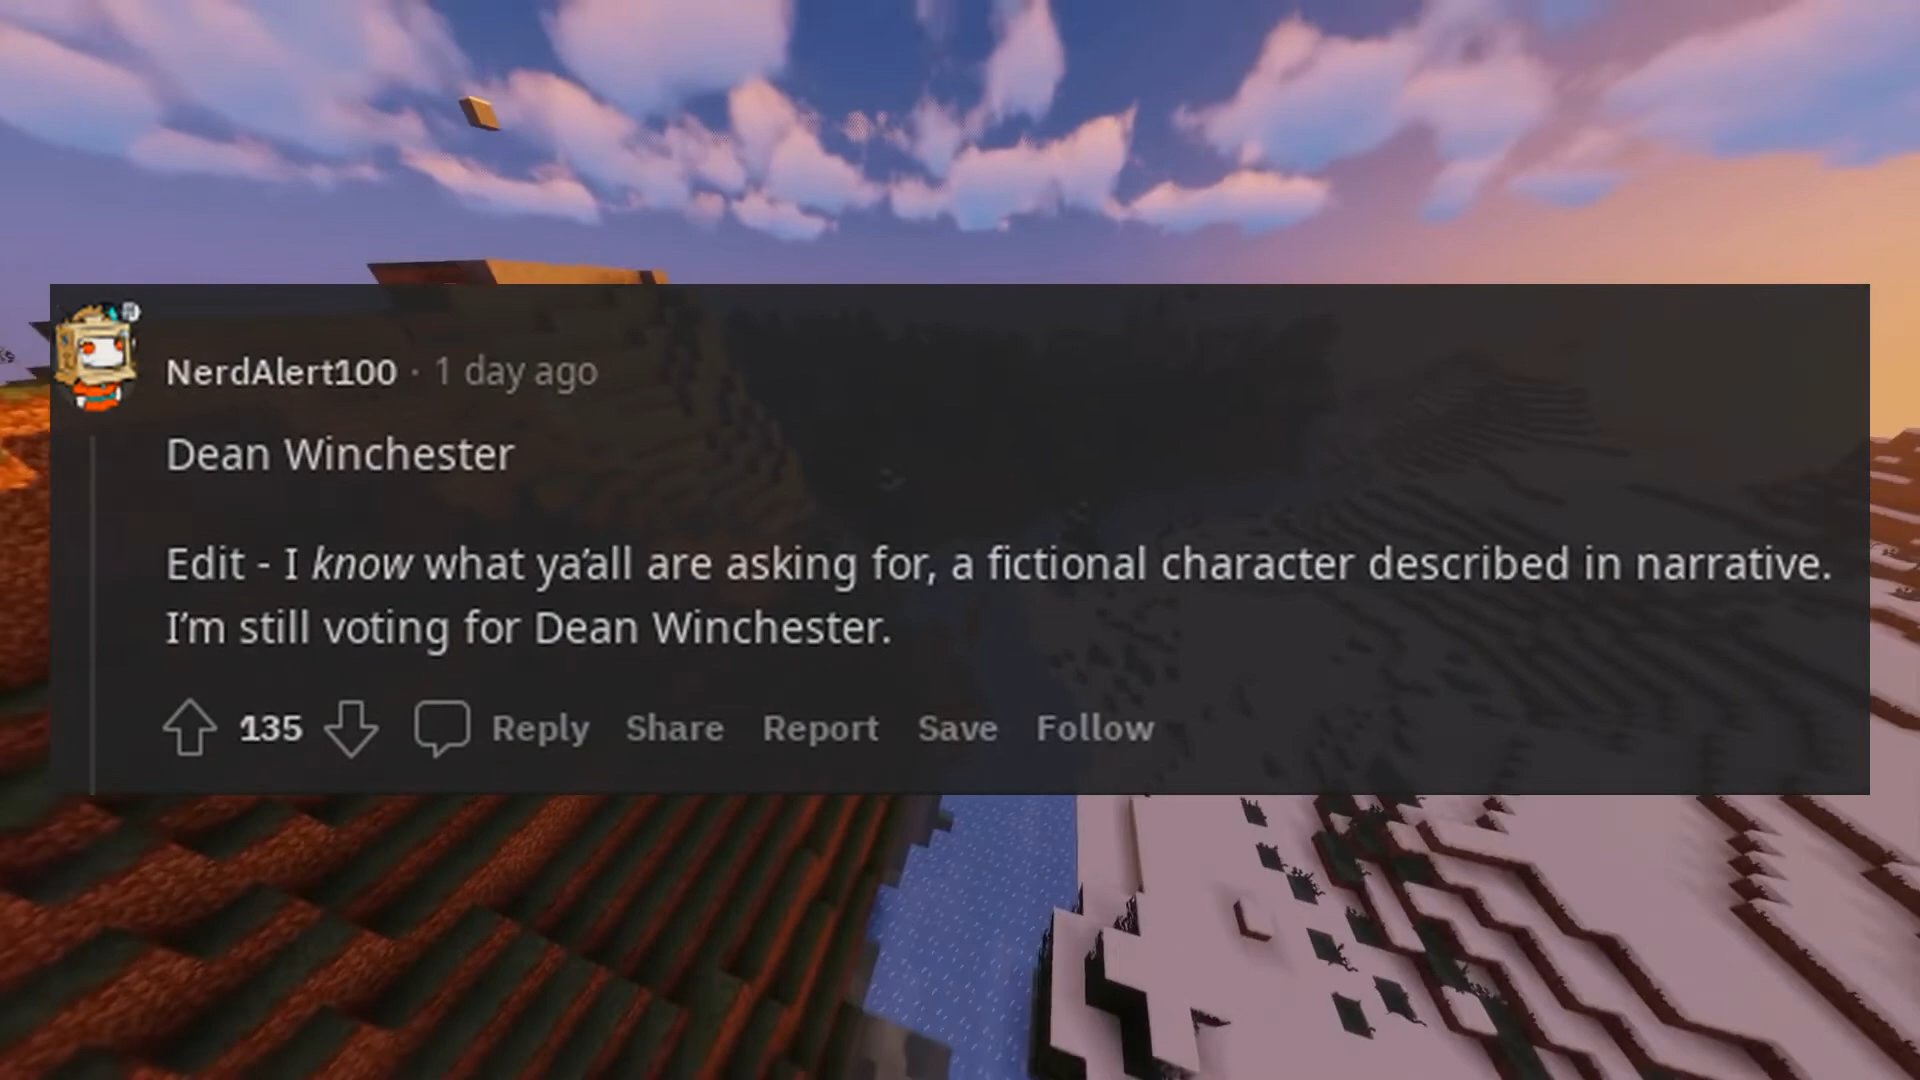 NerdAlert100 · 1 day ago
Dean Winchester
Edit - I know what ya’all are asking for, a fictional character described in narrative.
I’m still voting for Dean Winchester.
135 Reply Share Report Save Follow